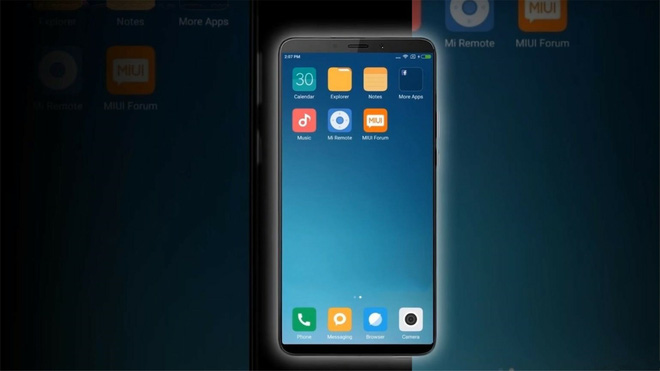 Explorer Notes More Apps
Mi Remote MIUI Forum
MIUI
MIUI
Mi Remote MIUI Forum
2:07 PM
30
Calendar Explorer Notes More Apps
MIUI
Music Mi Remote MIUI Forum
Phone Messaging Browser Camera